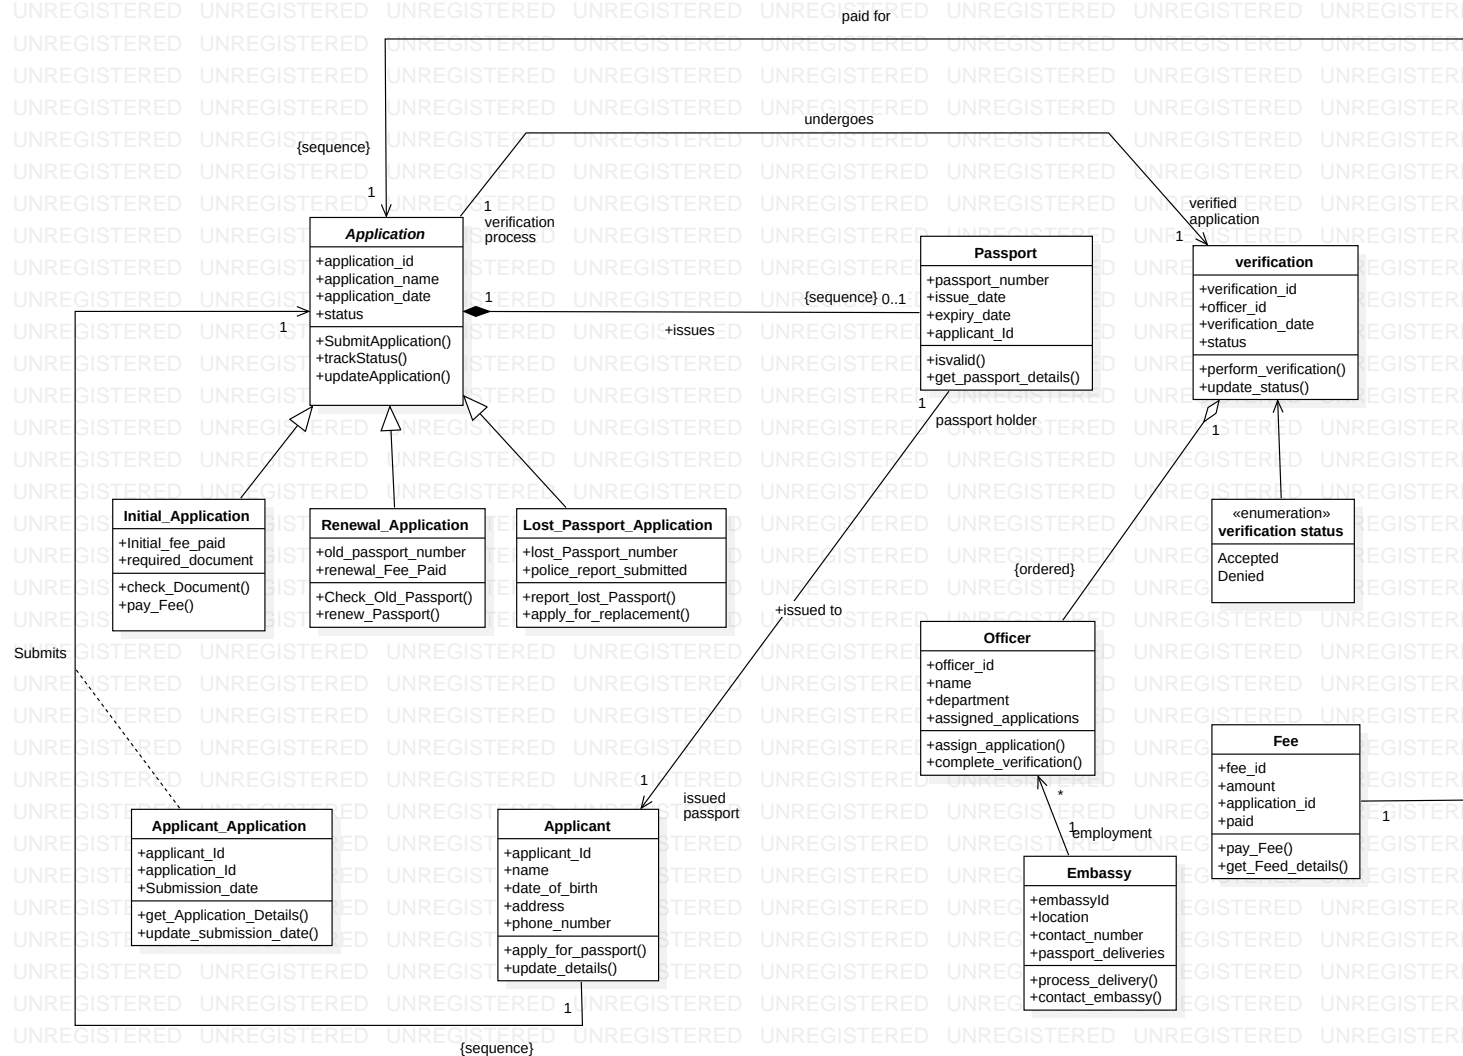 paid for
undergoes
{sequence}
1
1
verification
process
verified
application
1
Application
+application_id
+application_name
+application_date
+status
+SubmitApplication()
+trackStatus()
+updateApplication()
1
1
{sequence} 0..1
+issues
Passport
+passport_number
+issue_date
+expiry_date
+applicant_Id
+isvalid()
+get_passport_details()
verification
+verification_id
+officer_id
+verification_date
+status
+perform_verification()
+update_status()
1
passport holder
1
Initial_Application
+Initial_fee_paid
+required_document
+check_Document()
+pay_Fee()
Renewal_Application
+old_passport_number
+renewal_Fee_Paid
+Check_Old_Passport()
+renew_Passport()
Lost_Passport_Application
+lost_Passport_number
+police_report_submitted
+report_lost_Passport()
+apply_for_replacement()
«enumeration»
verification status
Accepted
Denied
{ordered}
+issued to
Submits
Officer
+officer_id
+name
+department
+assigned_applications
+assign_application()
+complete_verification()
Fee
+fee_id
+amount
+application_id
+paid
+pay_Fee()
+get_Feed_details()
1
1
issued
passport
*
1
employment
Applicant_Application
+applicant_Id
+application_Id
+Submission_date
+get_Application_Details()
+update_submission_date()
Applicant
+applicant_Id
+name
+date_of_birth
+address
+phone_number
+apply_for_passport()
+update_details()
Embassy
+embassyId
+location
+contact_number
+passport_deliveries
+process_delivery()
+contact_embassy()
1
{sequence}